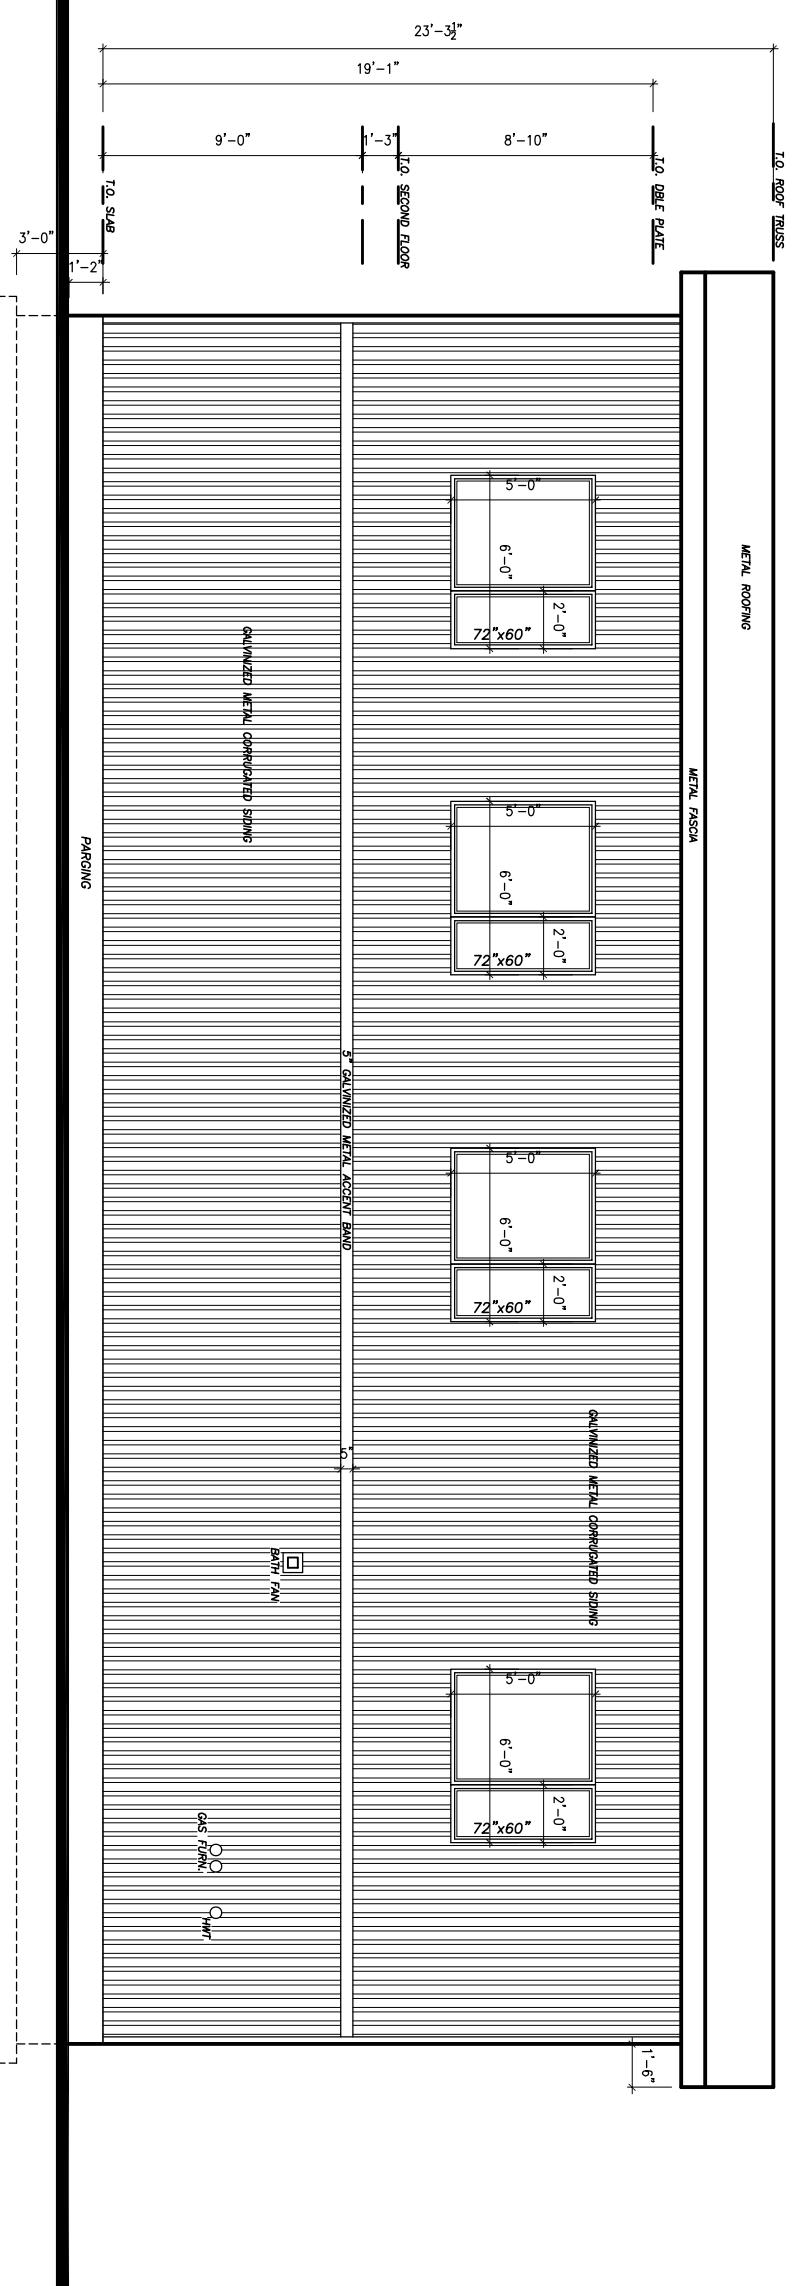 23'-3½"
19'-1"
9'-0"
1'-3"
8'-10"
T.O. SLAB
T.O. SECOND FLOOR
T.O. DBLE PLATE
T.O. ROOF TRUSS
3'-0"
1'-2"
5'-0"
6'-0"
2'-0"
72"x60"
METAL ROOFING
GALVINIZED METAL CORRUGATED SIDING
METAL FASCIA
PARGING
5'-0"
6'-0"
2'-0"
72"x60"
5" GALVINIZED METAL ACCENT BAND
5'-0"
6'-0"
2'-0"
72"x60"
GALVINIZED METAL CORRUGATED SIDING
5"
BATH FAN
5'-0"
6'-0"
2'-0"
72"x60"
GAS FURN.
HWT
1'-6"